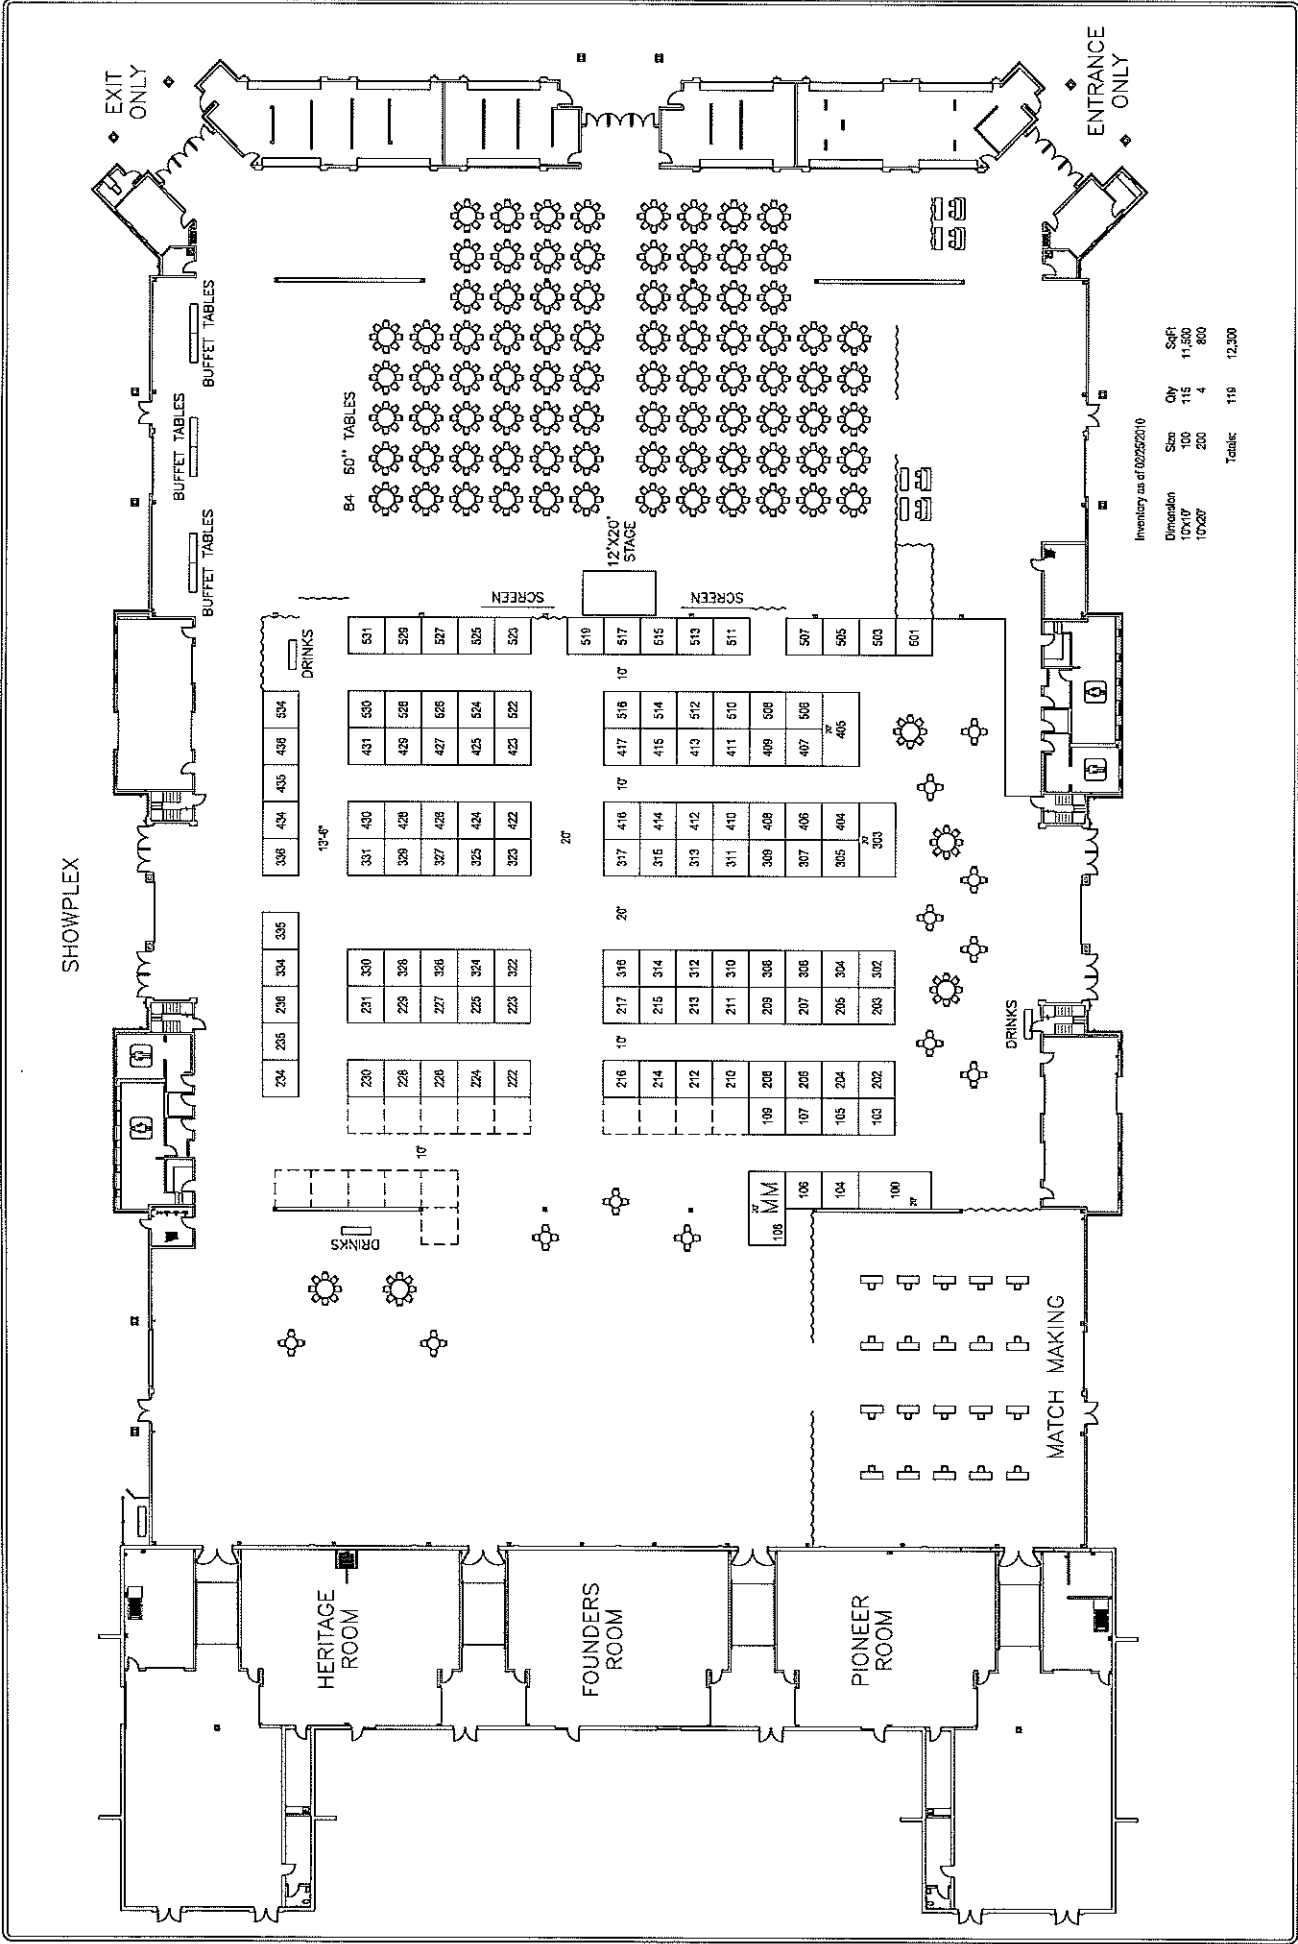 SHOWPLEX
EXIT
ONLY
BUFFET TABLES
BUFFET TABLES
BUFFET TABLES
234 235 236 334 335 336 434 435 436 534
DRINKS
13'-6"
HERITAGE
ROOM
DRINKS
84 60" TABLES
230 231 330 331 430 431 530 531
228 229 328 329 428 429 528 529
10'
226 227 326 327 426 427 526 527
224 225 324 325 424 425 524 525
222 223 322 323 422 423 522 523
SCREEN
20'
519
FOUNDERS
ROOM
12'X20'
STAGE
216 217 316 317 416 417 516 517
10' 20' 10' 10'
214 215 314 315 414 415 514 515
212 213 312 313 412 413 512 513
210 211 310 311 410 411 510 511
SCREEN
20'
MM
108 109 208 209 308 309 408 409 508
106 107 206 207 306 307 406 407 506 507
20'
104 105 204 205 304 305 404 405 505
20'
103 202 203 302 303 503
100
20'
501
PIONEER
ROOM
DRINKS
MATCH MAKING
ENTRANCE
ONLY
Inventory as of 02/25/2010
Dimension Size Qty Sqft
10'x10' 100 115 11,500
10'x20' 200 4 800
Totals: 119 12,300